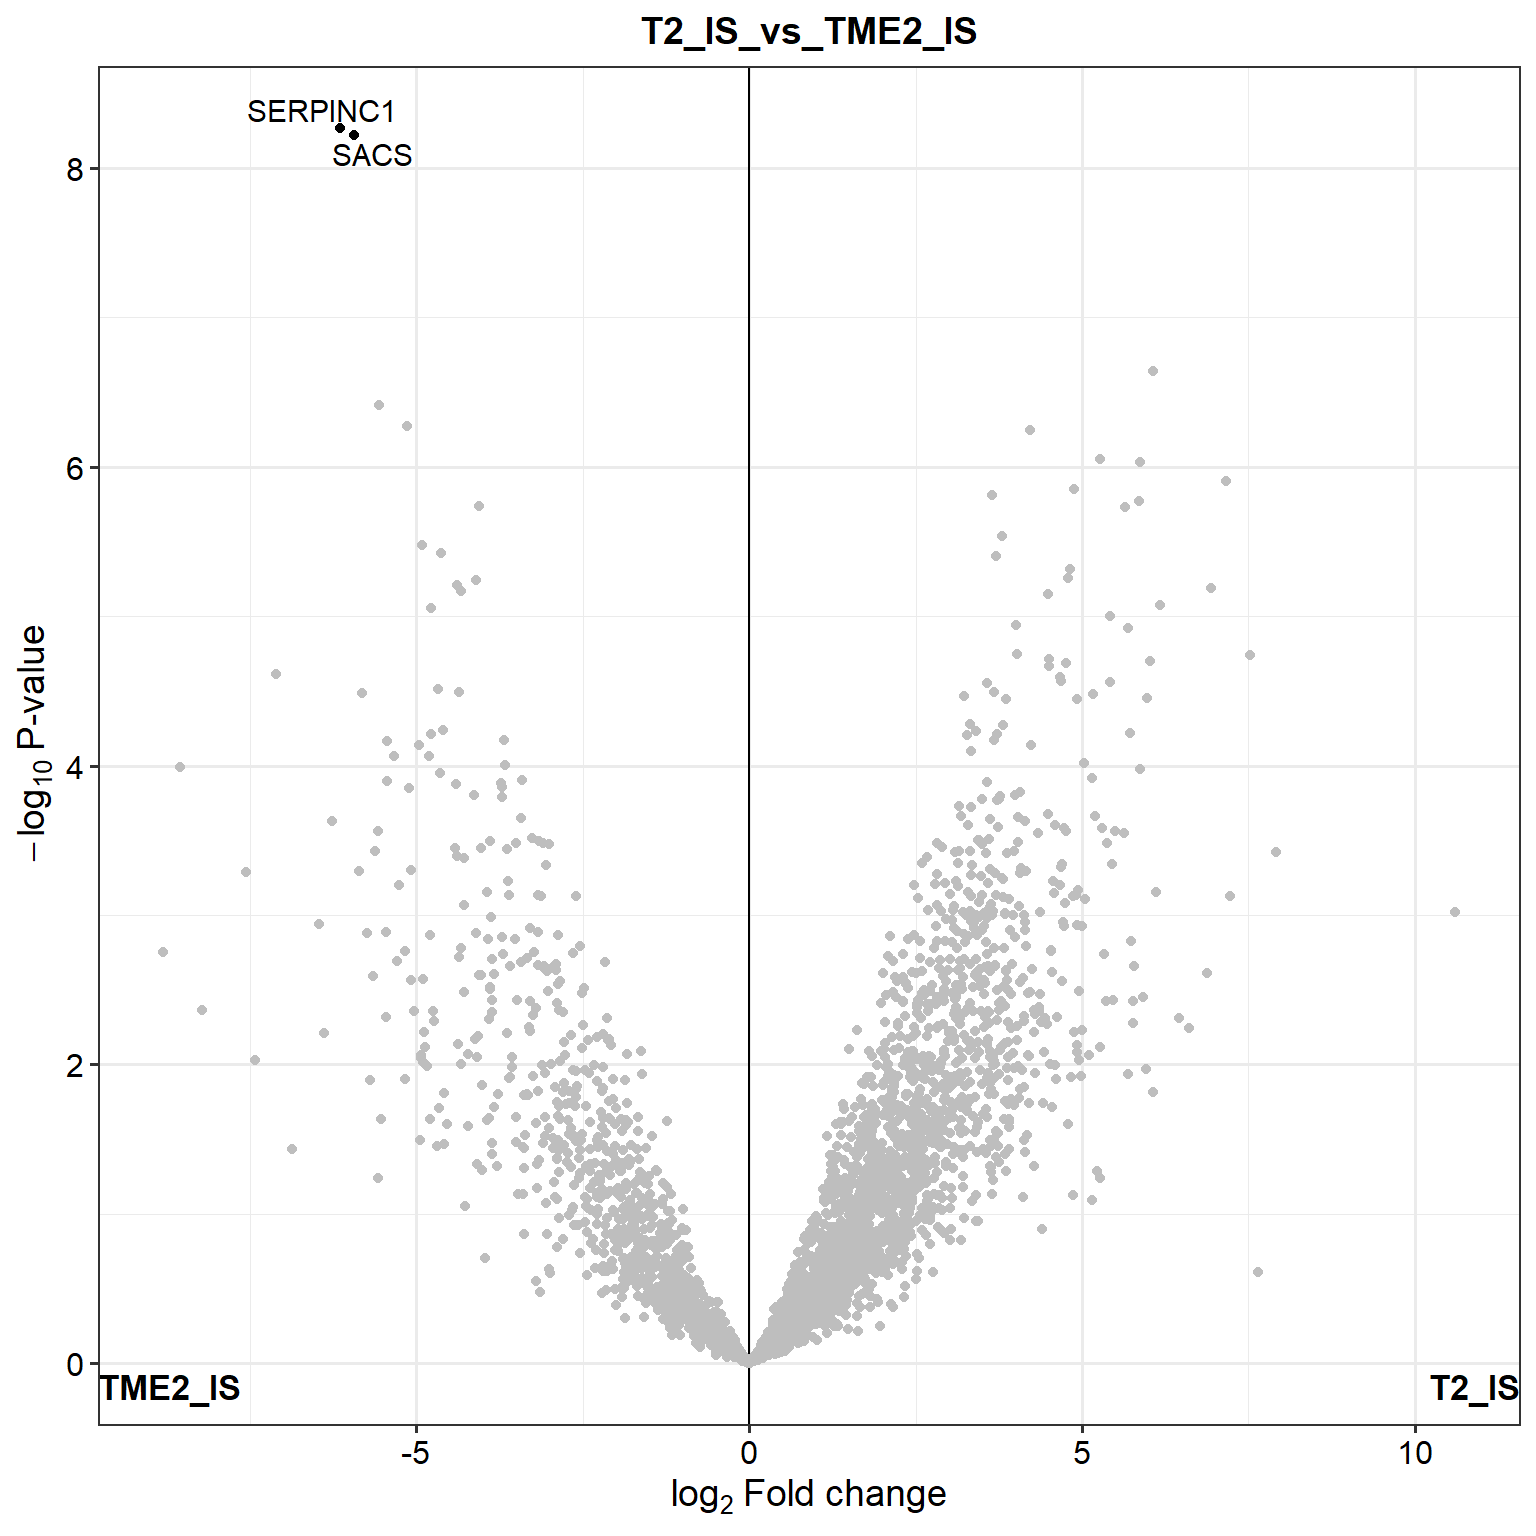 T2_IS_vs_TME2_IS
SERPINC1
SACS
8
6
4
2
0
−log10 P-value
TME2_IS
T2_IS
-5
0
5
10
log2 Fold change